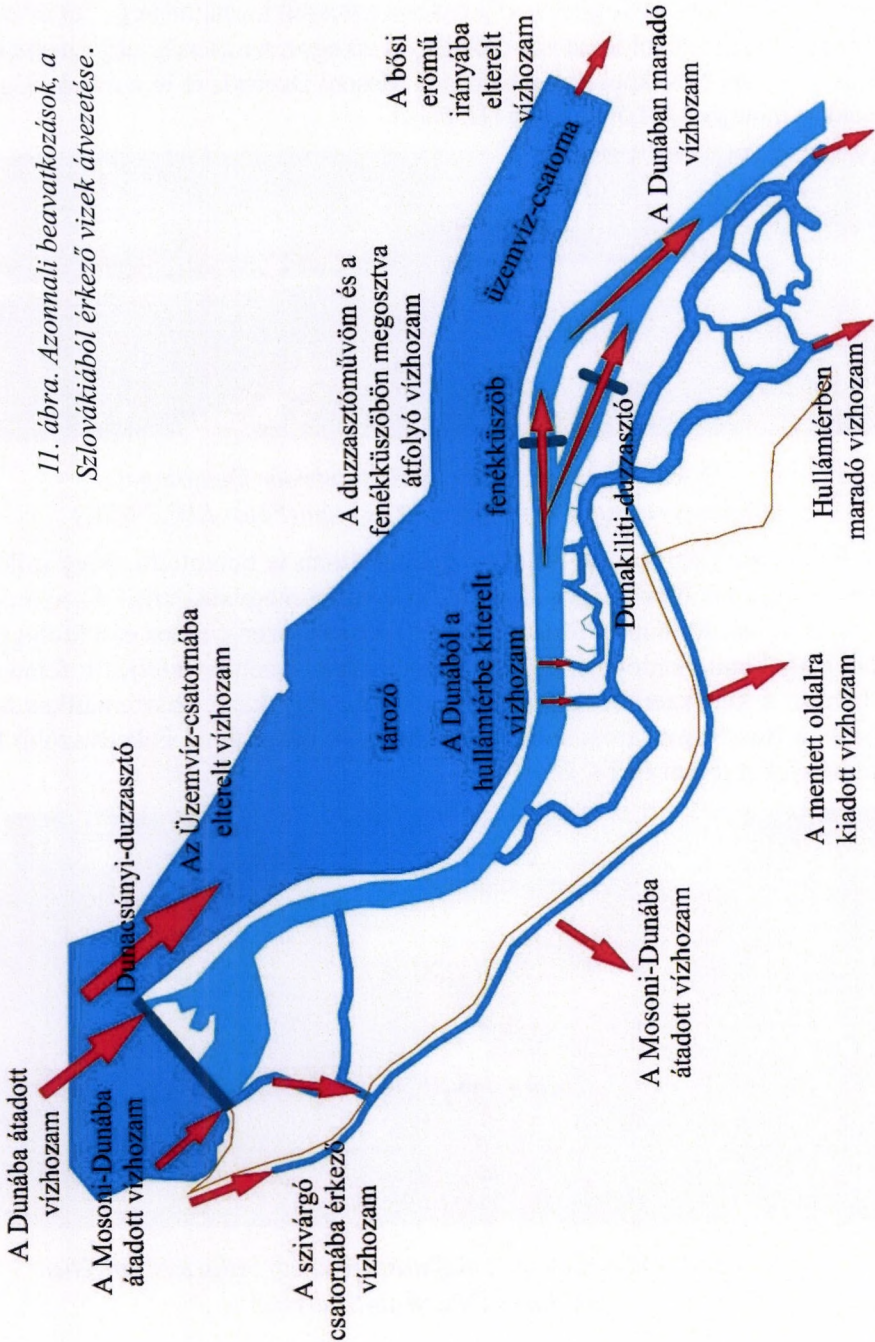 11. ábra. Azonnali beavatkozások, a
Szlovákiából érkező vizek átvezetése.
A Dunába átadott
vízhozam
A Mosoni-Dunába
átadott vízhozam
A szivárgó
csatornába érkező
vízhozam
Dunacsúnyi-duzzasztó
Az Üzemvíz-csatornába
elterelt vízhozam
tározó
A Dunából a
hullámtérbe kiterelt
vízhozam
A Mosoni-Dunába
átadott vízhozam
A mentett oldalra
kiadott vízhozam
A duzzasztóművöm és a
fenékküszöbön megosztva
átfolyó vízhozam
fenékküszöb
Dunakiliti-duzzasztó
üzemvíz-csatorna
A bősi
erőmű
irányába
elterelt
vízhozam
A Dunában maradó
vízhozam
Hullámtérben
maradó vízhozam